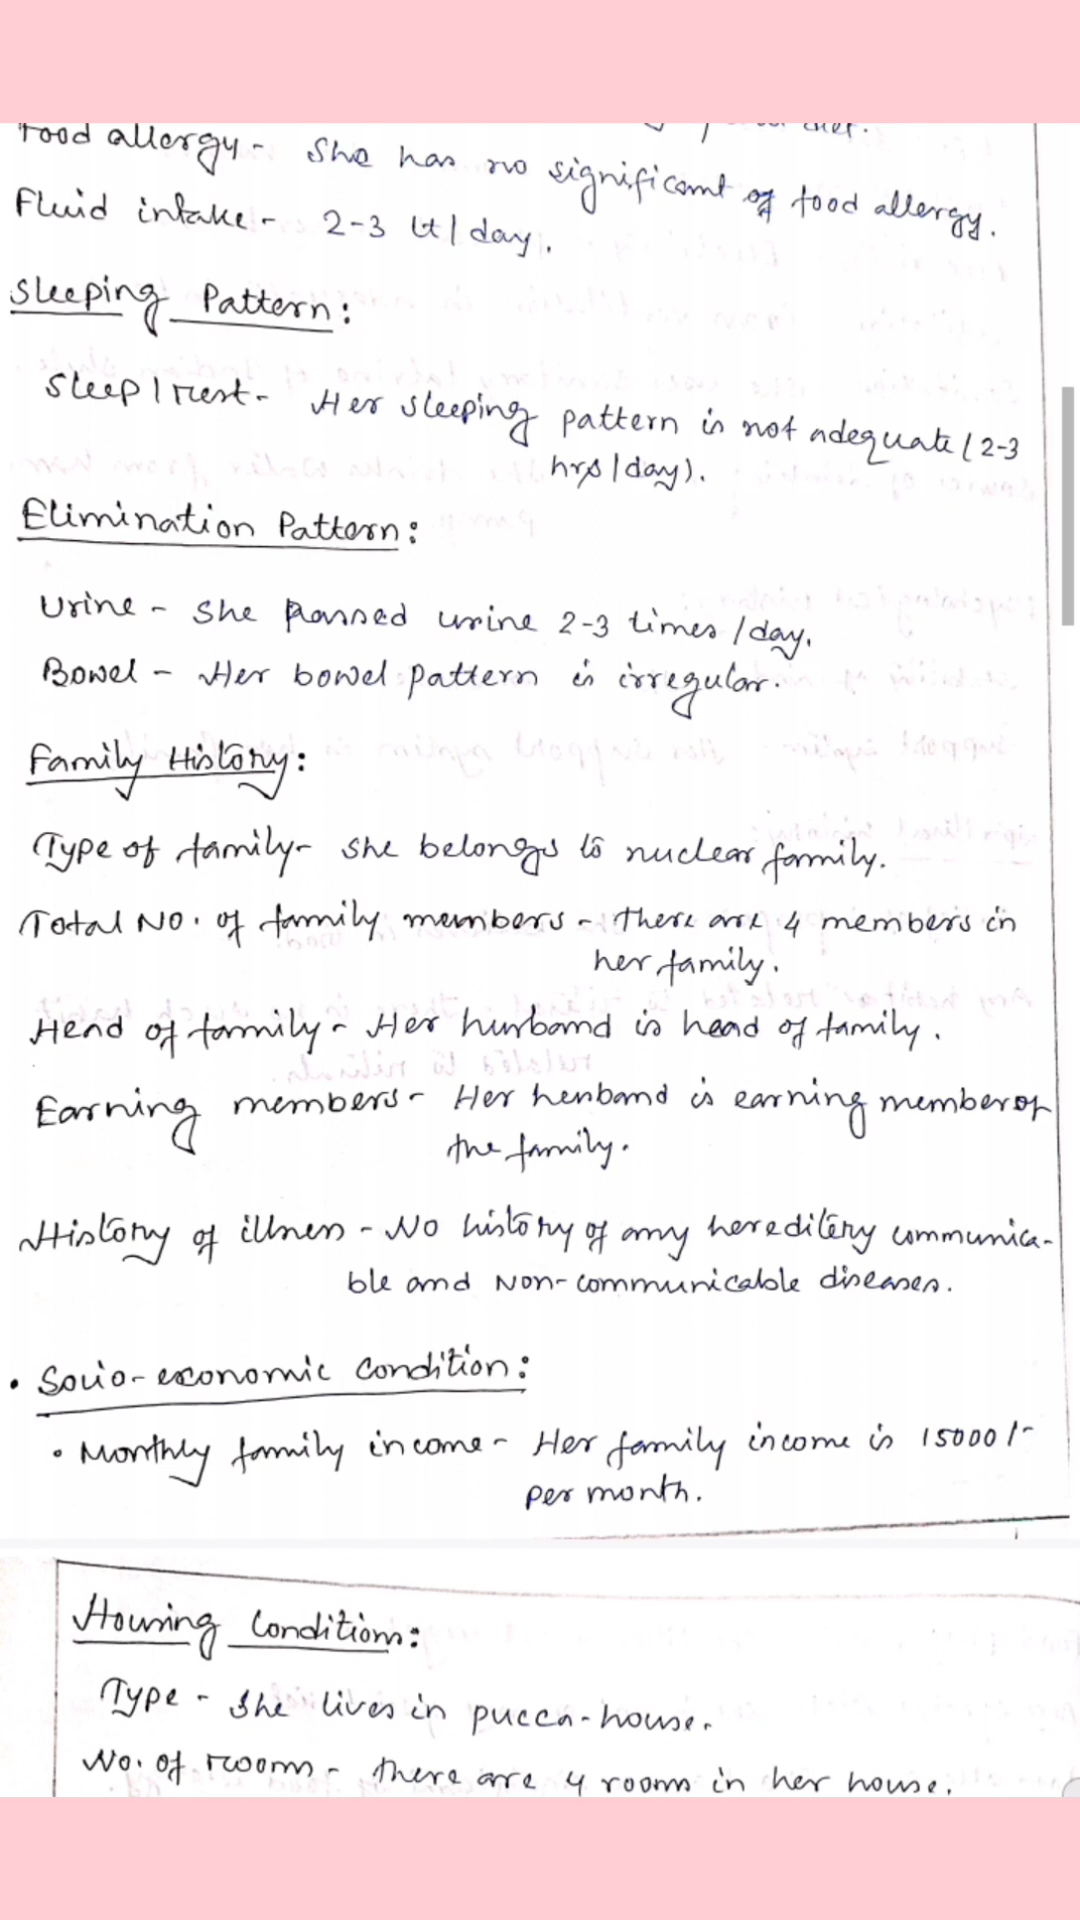 Food allergy - She has no significant of food allergy.
Fluid intake - 2-3 lt/day.
Sleeping Pattern:
Sleep/rest - Her sleeping pattern is not adequate (2-3
hrs/day).
Elimination Pattern:
Urine - She passed urine 2-3 times/day.
Bowel - Her bowel pattern is irregular.
Family History:
Type of family - she belongs to nuclear family.
Total No. of family members - there are 4 members in
her family.
Head of family - Her husband is head of family.
Earning members - Her henband is earning member of
the family.
History of illness - No history of any hereditery communica-
ble and Non-communicable diseases.
• Socio-economic Condition:
• Monthly family income - Her family income is 15000/-
per month.
Housing Conditions:
Type - She lives in pucca-house.
No. of rooms - there are 4 rooms in her house.